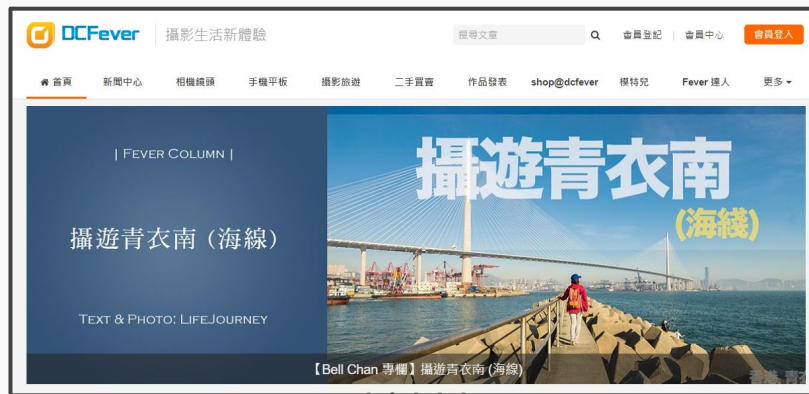 DCFever 攝影生活新體驗 搜尋文章 會員登記 | 會員中心 會員登入
首頁 新聞中心 相機鏡頭 手機平板 攝影旅遊 二手買賣 作品發表 shop@dcfever 模特兒 Fever 達人 更多
| FEVER COLUMN |
攝遊青衣南 (海線)
TEXT & PHOTO: LIFEJOURNEY
攝遊青衣南
(海綫)
【Bell Chan 專欄】攝遊青衣南 (海線)
香港, 青衣